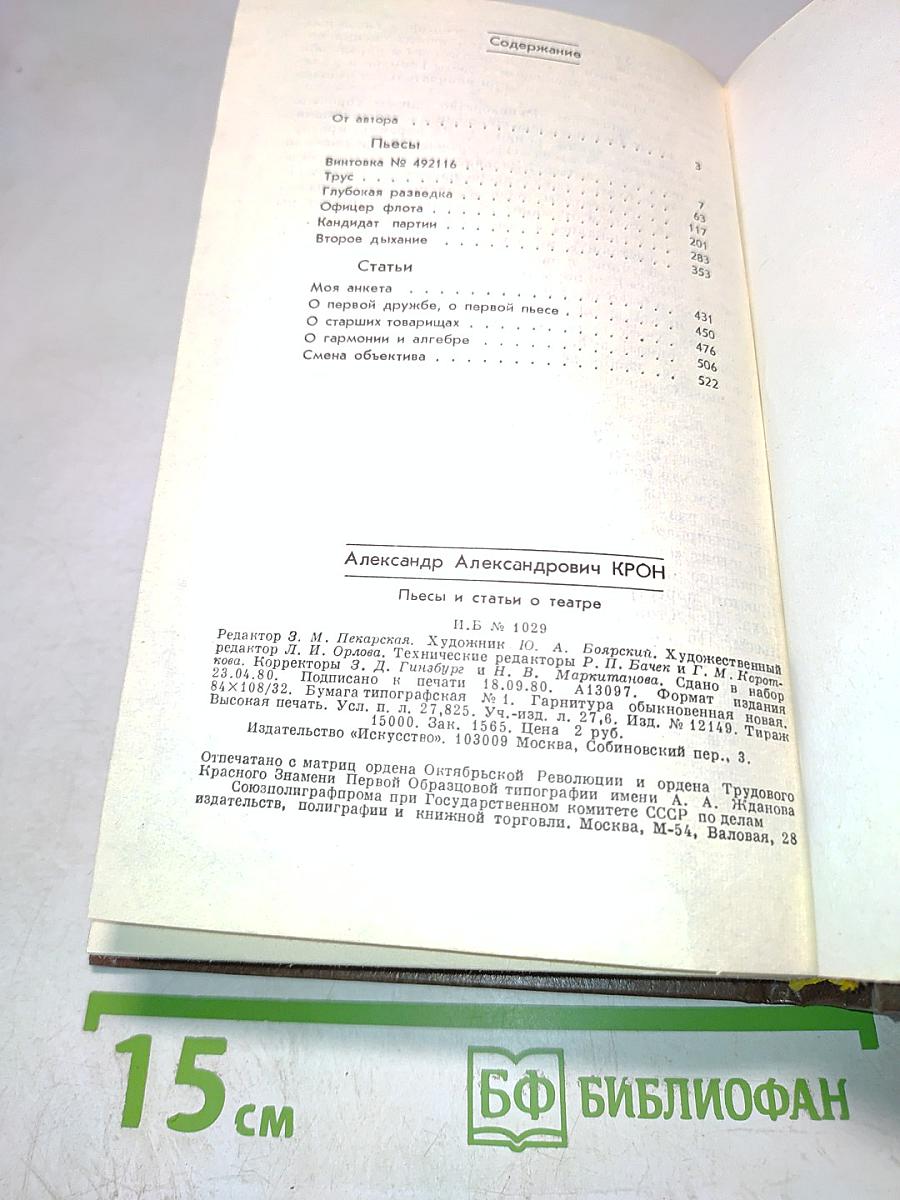 Содержание
От автора . . . . . . . . . . . . . . . . . 3
Пьесы
Винтовка № 492116 . . . . . . . . . . . . . 7
Трус . . . . . . . . . . . . . . . . . . . 63
Глубокая разведка . . . . . . . . . . . . . 117
Офицер флота . . . . . . . . . . . . . . . 201
Кандидат партии . . . . . . . . . . . . . . 283
Второе дыхание . . . . . . . . . . . . . . 353
Статьи
Моя анкета . . . . . . . . . . . . . . . . 431
О первой дружбе, о первой пьесе . . . . . . 450
О старших товарищах . . . . . . . . . . . . 476
О гармонии и алгебре . . . . . . . . . . . 506
Смена объектива . . . . . . . . . . . . . . 522
Александр Александрович КРОН
Пьесы и статьи о театре
И.Б № 1029
Редактор З. М. Пекарская. Художник Ю. А. Боярский. Художественный
редактор Л. И. Орлова. Технические редакторы Р. П. Бачек и Г. М. Корот-
кова. Корректоры З. Д. Гинзбург и Н. В. Маркитанова. Сдано в набор
23.04.80. Подписано к печати 18.09.80. А13097. Формат издания
84×108/32. Бумага типографская № 1. Гарнитура обыкновенная новая.
Высокая печать. Усл. п. л. 27,825. Уч.-изд. л. 27,6. Изд. № 12149. Тираж
15000. Зак. 1565. Цена 2 руб.
Издательство «Искусство». 103009 Москва, Собиновский пер., 3.
Отпечатано с матриц ордена Октябрьской Революции и ордена Трудового
Красного Знамени Первой Образцовой типографии имени А. А. Жданова
Союзполиграфпрома при Государственном комитете СССР по делам
издательств, полиграфии и книжной торговли. Москва, М-54, Валовая, 28
15 см
БФ БИБЛИОФАН